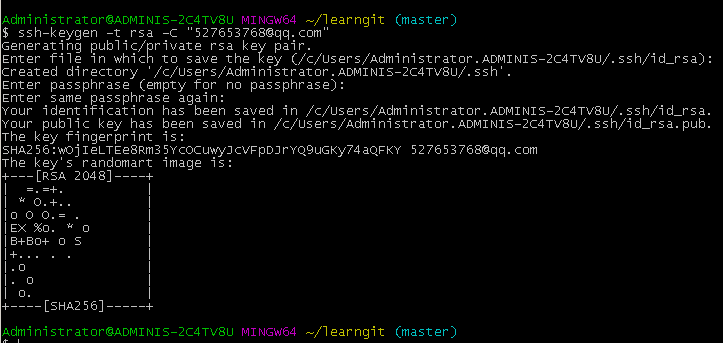 Administrator@ADMINIS-2C4TV8U MINGW64 ~/learngit (master)
$ ssh-keygen -t rsa -C "527653768@qq.com"
Generating public/private rsa key pair.
Enter file in which to save the key (/c/Users/Administrator.ADMINIS-2C4TV8U/.ssh/id_rsa):
Created directory '/c/Users/Administrator.ADMINIS-2C4TV8U/.ssh'.
Enter passphrase (empty for no passphrase):
Enter same passphrase again:
Your identification has been saved in /c/Users/Administrator.ADMINIS-2C4TV8U/.ssh/id_rsa.
Your public key has been saved in /c/Users/Administrator.ADMINIS-2C4TV8U/.ssh/id_rsa.pub.
The key fingerprint is:
SHA256:wOjIeLTEe8Rm35YcOCuwyJcVFpDJrYQ9uGKy74aQFKY 527653768@qq.com
The key's randomart image is:
+---[RSA 2048]----+
|  =.=+.          |
| * O.+..         |
|o O O.= .        |
|EX %o. * o       |
|B+Bo+ o S        |
|+... . .         |
|.o               |
|. o              |
| o.              |
+----[SHA256]-----+
Administrator@ADMINIS-2C4TV8U MINGW64 ~/learngit (master)
$